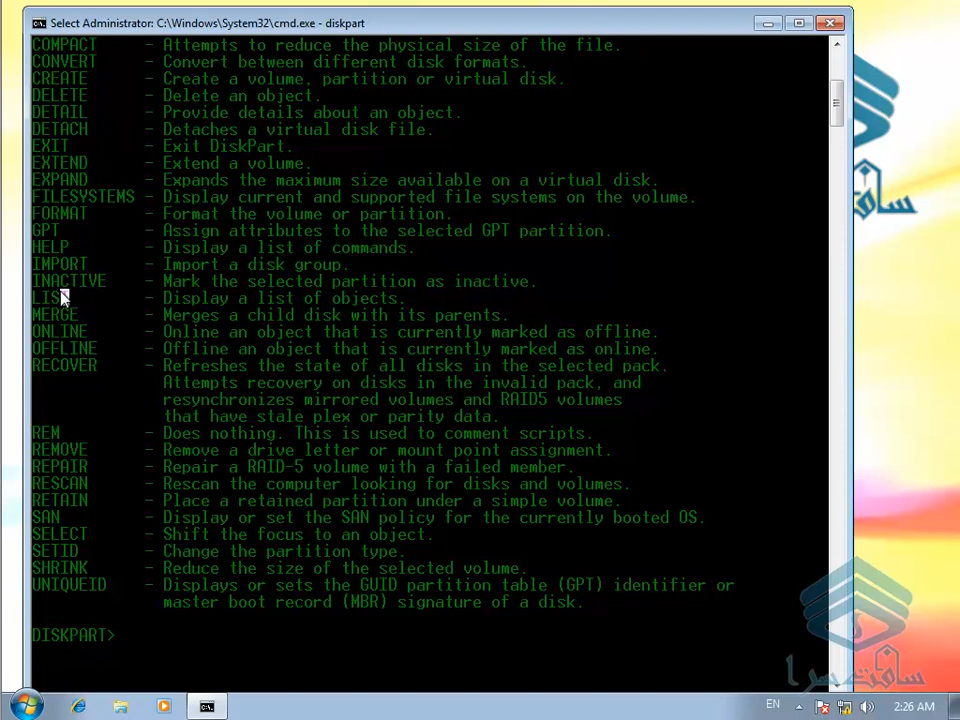 Select Administrator: C:\Windows\System32\cmd.exe - diskpart
COMPACT - Attempts to reduce the physical size of the file.
CONVERT - Convert between different disk formats.
CREATE - Create a volume, partition or virtual disk.
DELETE - Delete an object.
DETAIL - Provide details about an object.
DETACH - Detaches a virtual disk file.
EXIT - Exit DiskPart.
EXTEND - Extend a volume.
EXPAND - Expands the maximum size available on a virtual disk.
FILESYSTEMS - Display current and supported file systems on the volume.
FORMAT - Format the volume or partition.
GPT - Assign attributes to the selected GPT partition.
HELP - Display a list of commands.
IMPORT - Import a disk group.
INACTIVE - Mark the selected partition as inactive.
LIST - Display a list of objects.
MERGE - Merges a child disk with its parents.
ONLINE - Online an object that is currently marked as offline.
OFFLINE - Offline an object that is currently marked as online.
RECOVER - Refreshes the state of all disks in the selected pack.
Attempts recovery on disks in the invalid pack, and
resynchronizes mirrored volumes and RAID5 volumes
that have stale plex or parity data.
REM - Does nothing. This is used to comment scripts.
REMOVE - Remove a drive letter or mount point assignment.
REPAIR - Repair a RAID-5 volume with a failed member.
RESCAN - Rescan the computer looking for disks and volumes.
RETAIN - Place a retained partition under a simple volume.
SAN - Display or set the SAN policy for the currently booted OS.
SELECT - Shift the focus to an object.
SETID - Change the partition type.
SHRINK - Reduce the size of the selected volume.
UNIQUEID - Displays or sets the GUID partition table (GPT) identifier or
master boot record (MBR) signature of a disk.
DISKPART>
سافت سرا
EN
2:26 AM